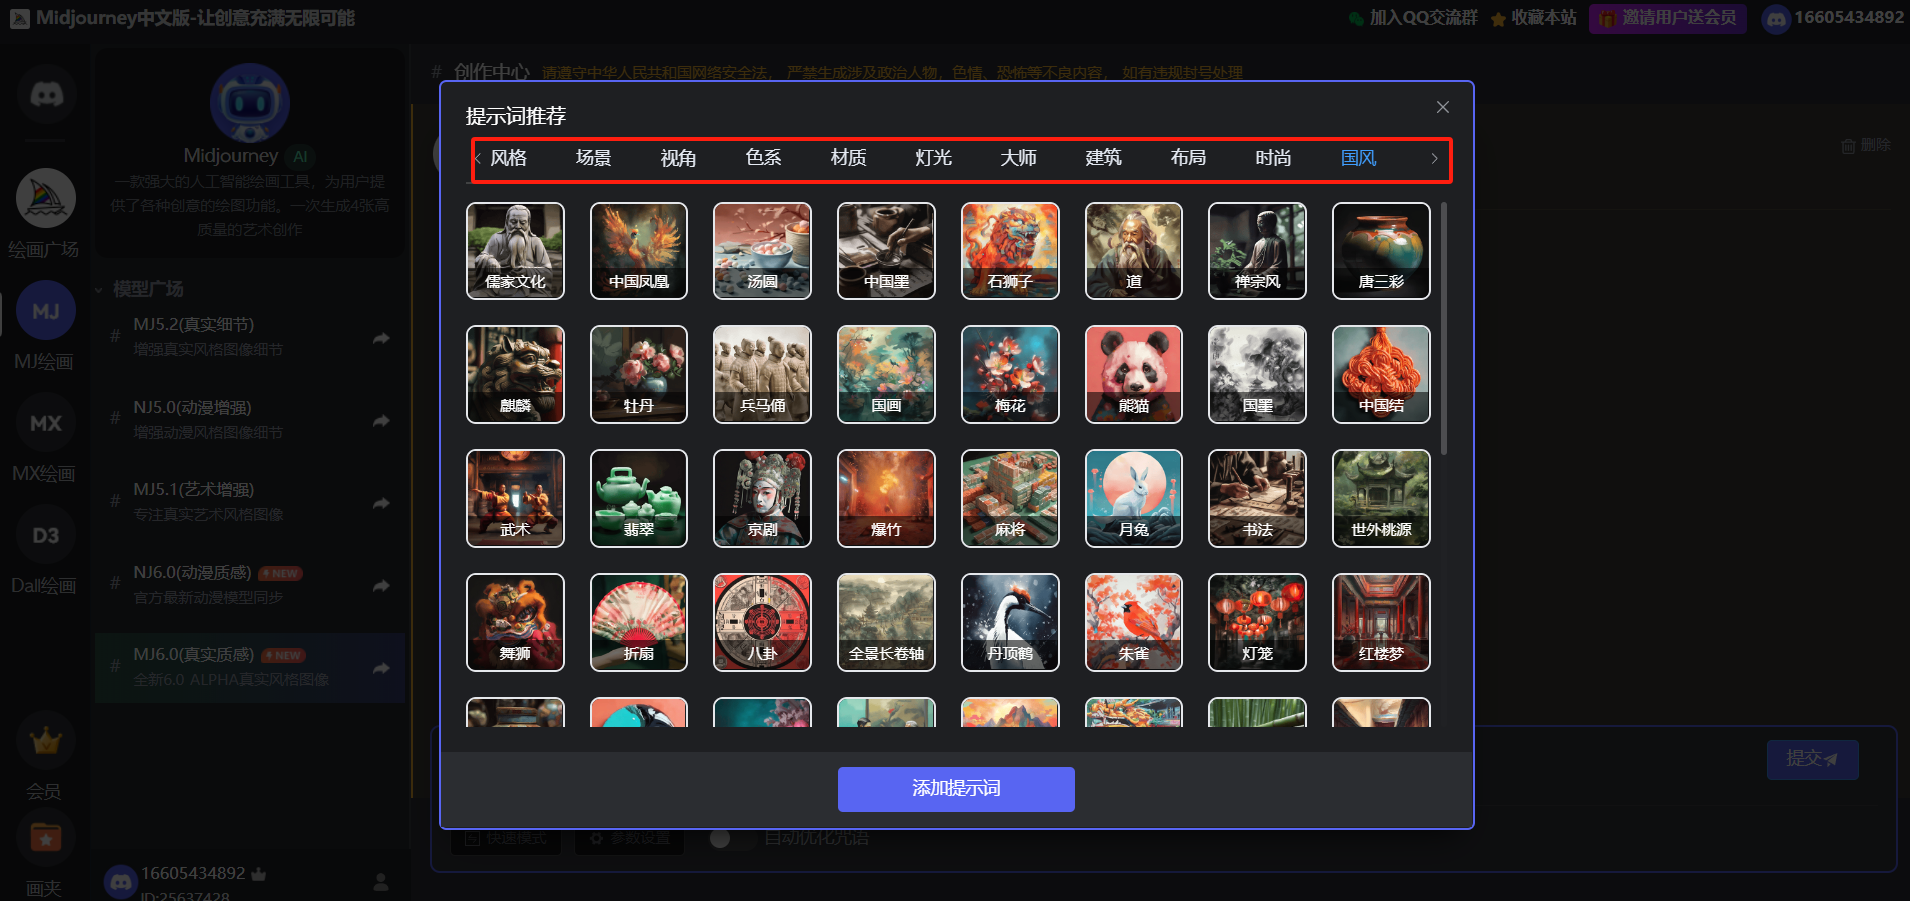 Midjourney中文版-让创意充满无限可能
加入QQ交流群
收藏本站
邀请用户送会员
16605434892
# 创作中心 请遵守中华人民共和国网络安全法， 严禁生成涉及政治人物，色情、恐怖等不良内容， 如有违规封号处理
绘画广场
MJ
MJ绘画
MX
MX绘画
D3
Dall绘画
会员
画夹
Midjourney AI
一款强大的人工智能绘画工具，为用户提
供了各种创意的绘图功能。一次生成4张高
质量的艺术创作
模型广场
# MJ5.2(真实细节)
增强真实风格图像细节
# NJ5.0(动漫增强)
增强动漫风格图像细节
# MJ5.1(艺术增强)
专注真实艺术风格图像
# NJ6.0(动漫质感) NEW
官方最新动漫模型同步
# MJ6.0(真实质感) NEW
全新6.0 ALPHA真实风格图像
16605434892
ID:25637428
提示词推荐
风格 场景 视角 色系 材质 灯光 大师 建筑 布局 时尚 国风
儒家文化 中国凤凰 汤圆 中国墨 石狮子 道 禅宗风 唐三彩
麒麟 牡丹 兵马俑 国画 梅花 熊猫 国墨 中国结
武术 翡翠 京剧 爆竹 麻将 月兔 书法 世外桃源
舞狮 折扇 八卦 全景长卷轴 丹顶鹤 朱雀 灯笼 红楼梦
添加提示词
删除
提交
快速模式 参数设置 自动优化咒语